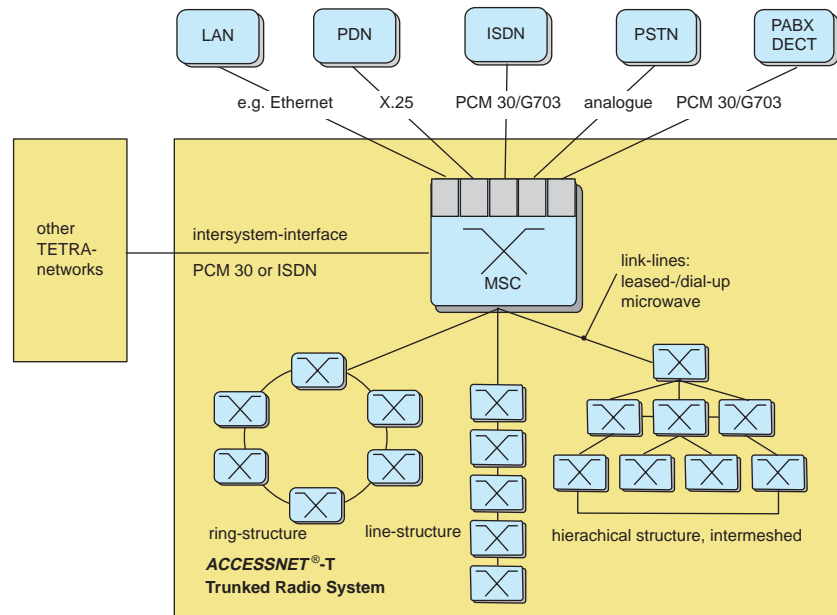 LAN
PDN
ISDN
PSTN
PABX
DECT
e.g. Ethernet
X.25
PCM 30/G703
analogue
PCM 30/G703
other
TETRA-
networks
intersystem-interface
PCM 30 or ISDN
MSC
link-lines:
leased-/dial-up
microwave
ring-structure
line-structure
hierachical structure, intermeshed
ACCESSNET®-T
Trunked Radio System